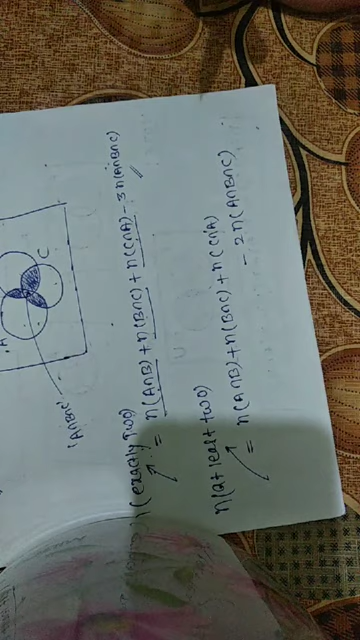 A
C
'A∩B∩C'
n(exactly two)
= n(A∩B) + n(B∩C) + n(C∩A) - 3n(A∩B∩C)
n(at least two)
= n(A∩B) + n(B∩C) + n(C∩A)
- 2n(A∩B∩C)